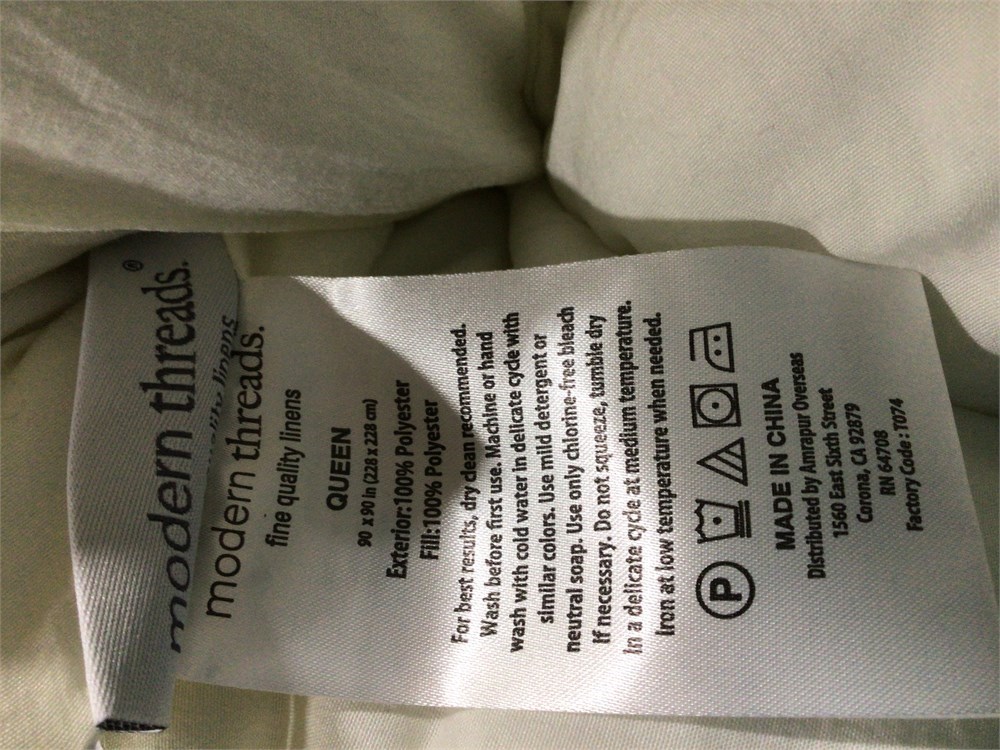 modern threads.®
quality linens
modern threads.
fine quality linens
QUEEN
90 x 90 in (228 x 228 cm)
Exterior:100% Polyester
Fill:100% Polyester
For best results, dry clean recommended.
Wash before first use. Machine or hand
wash with cold water in delicate cycle with
similar colors. Use mild detergent or
neutral soap. Use only chlorine-free bleach
If necessary. Do not squeeze, tumble dry
In a delicate cycle at medium temperature.
Iron at low temperature when needed.
P
MADE IN CHINA
Distributed by Amrapur Overseas
1560 East Sixth Street
Corona, CA 92879
RN 64708
Factory Code : T074